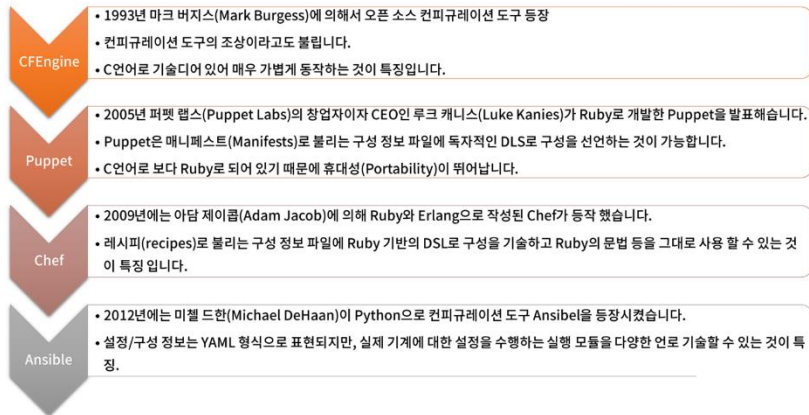 CFEngine
• 1993년 마크 버지스(Mark Burgess)에 의해서 오픈 소스 컨피규레이션 도구 등장
• 컨피규레이션 도구의 조상이라고도 불립니다.
• C언어로 기술디어 있어 매우 가볍게 동작하는 것이 특징입니다.
Puppet
• 2005년 퍼펫 랩스(Puppet Labs)의 창업자이자 CEO인 루크 캐니스(Luke Kanies)가 Ruby로 개발한 Puppet을 발표해습니다.
• Puppet은 매니페스트(Manifests)로 불리는 구성 정보 파일에 독자적인 DLS로 구성을 선언하는 것이 가능합니다.
• C언어로 보다 Ruby로 되어 있기 때문에 휴대성(Portability)이 뛰어납니다.
Chef
• 2009년에는 아담 제이콥(Adam Jacob)에 의해 Ruby와 Erlang으로 작성된 Chef가 등작 했습니다.
• 레시피(recipes)로 불리는 구성 정보 파일에 Ruby 기반의 DSL로 구성을 기술하고 Ruby의 문법 등을 그대로 사용 할 수 있는 것
이 특징 입니다.
Ansible
• 2012년에는 미첼 드한(Michael DeHaan)이 Python으로 컨피규레이션 도구 Ansibel을 등장시켰습니다.
• 설정/구성 정보는 YAML 형식으로 표현되지만, 실제 기계에 대한 설정을 수행하는 실행 모듈을 다양한 언로 기술할 수 있는 것이 특
징.